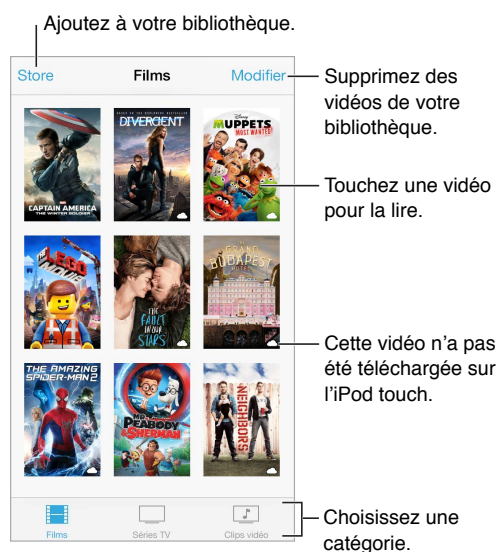 Ajoutez à votre bibliothèque.
Store
Films
Modifier
Supprimez des
vidéos de votre
bibliothèque.
CAPTAIN AMERICA
THE WINTER SOLDIER
DIVERGENT
Disney
MUPPETS
MOST WANTED
Touchez une vidéo
pour la lire.
THE LEGO
MOVIE
THE
FAULT
IN OUR
STARS
GRAND
BUDAPEST
HOTEL
Cette vidéo n'a pas
été téléchargée sur
l'iPod touch.
THE AMAZING
SPIDER-MAN 2
MR.
PEABODY
&SHERMAN
NEIGHBORS
Films
Séries TV
Clips vidéo
Choisissez une
catégorie.